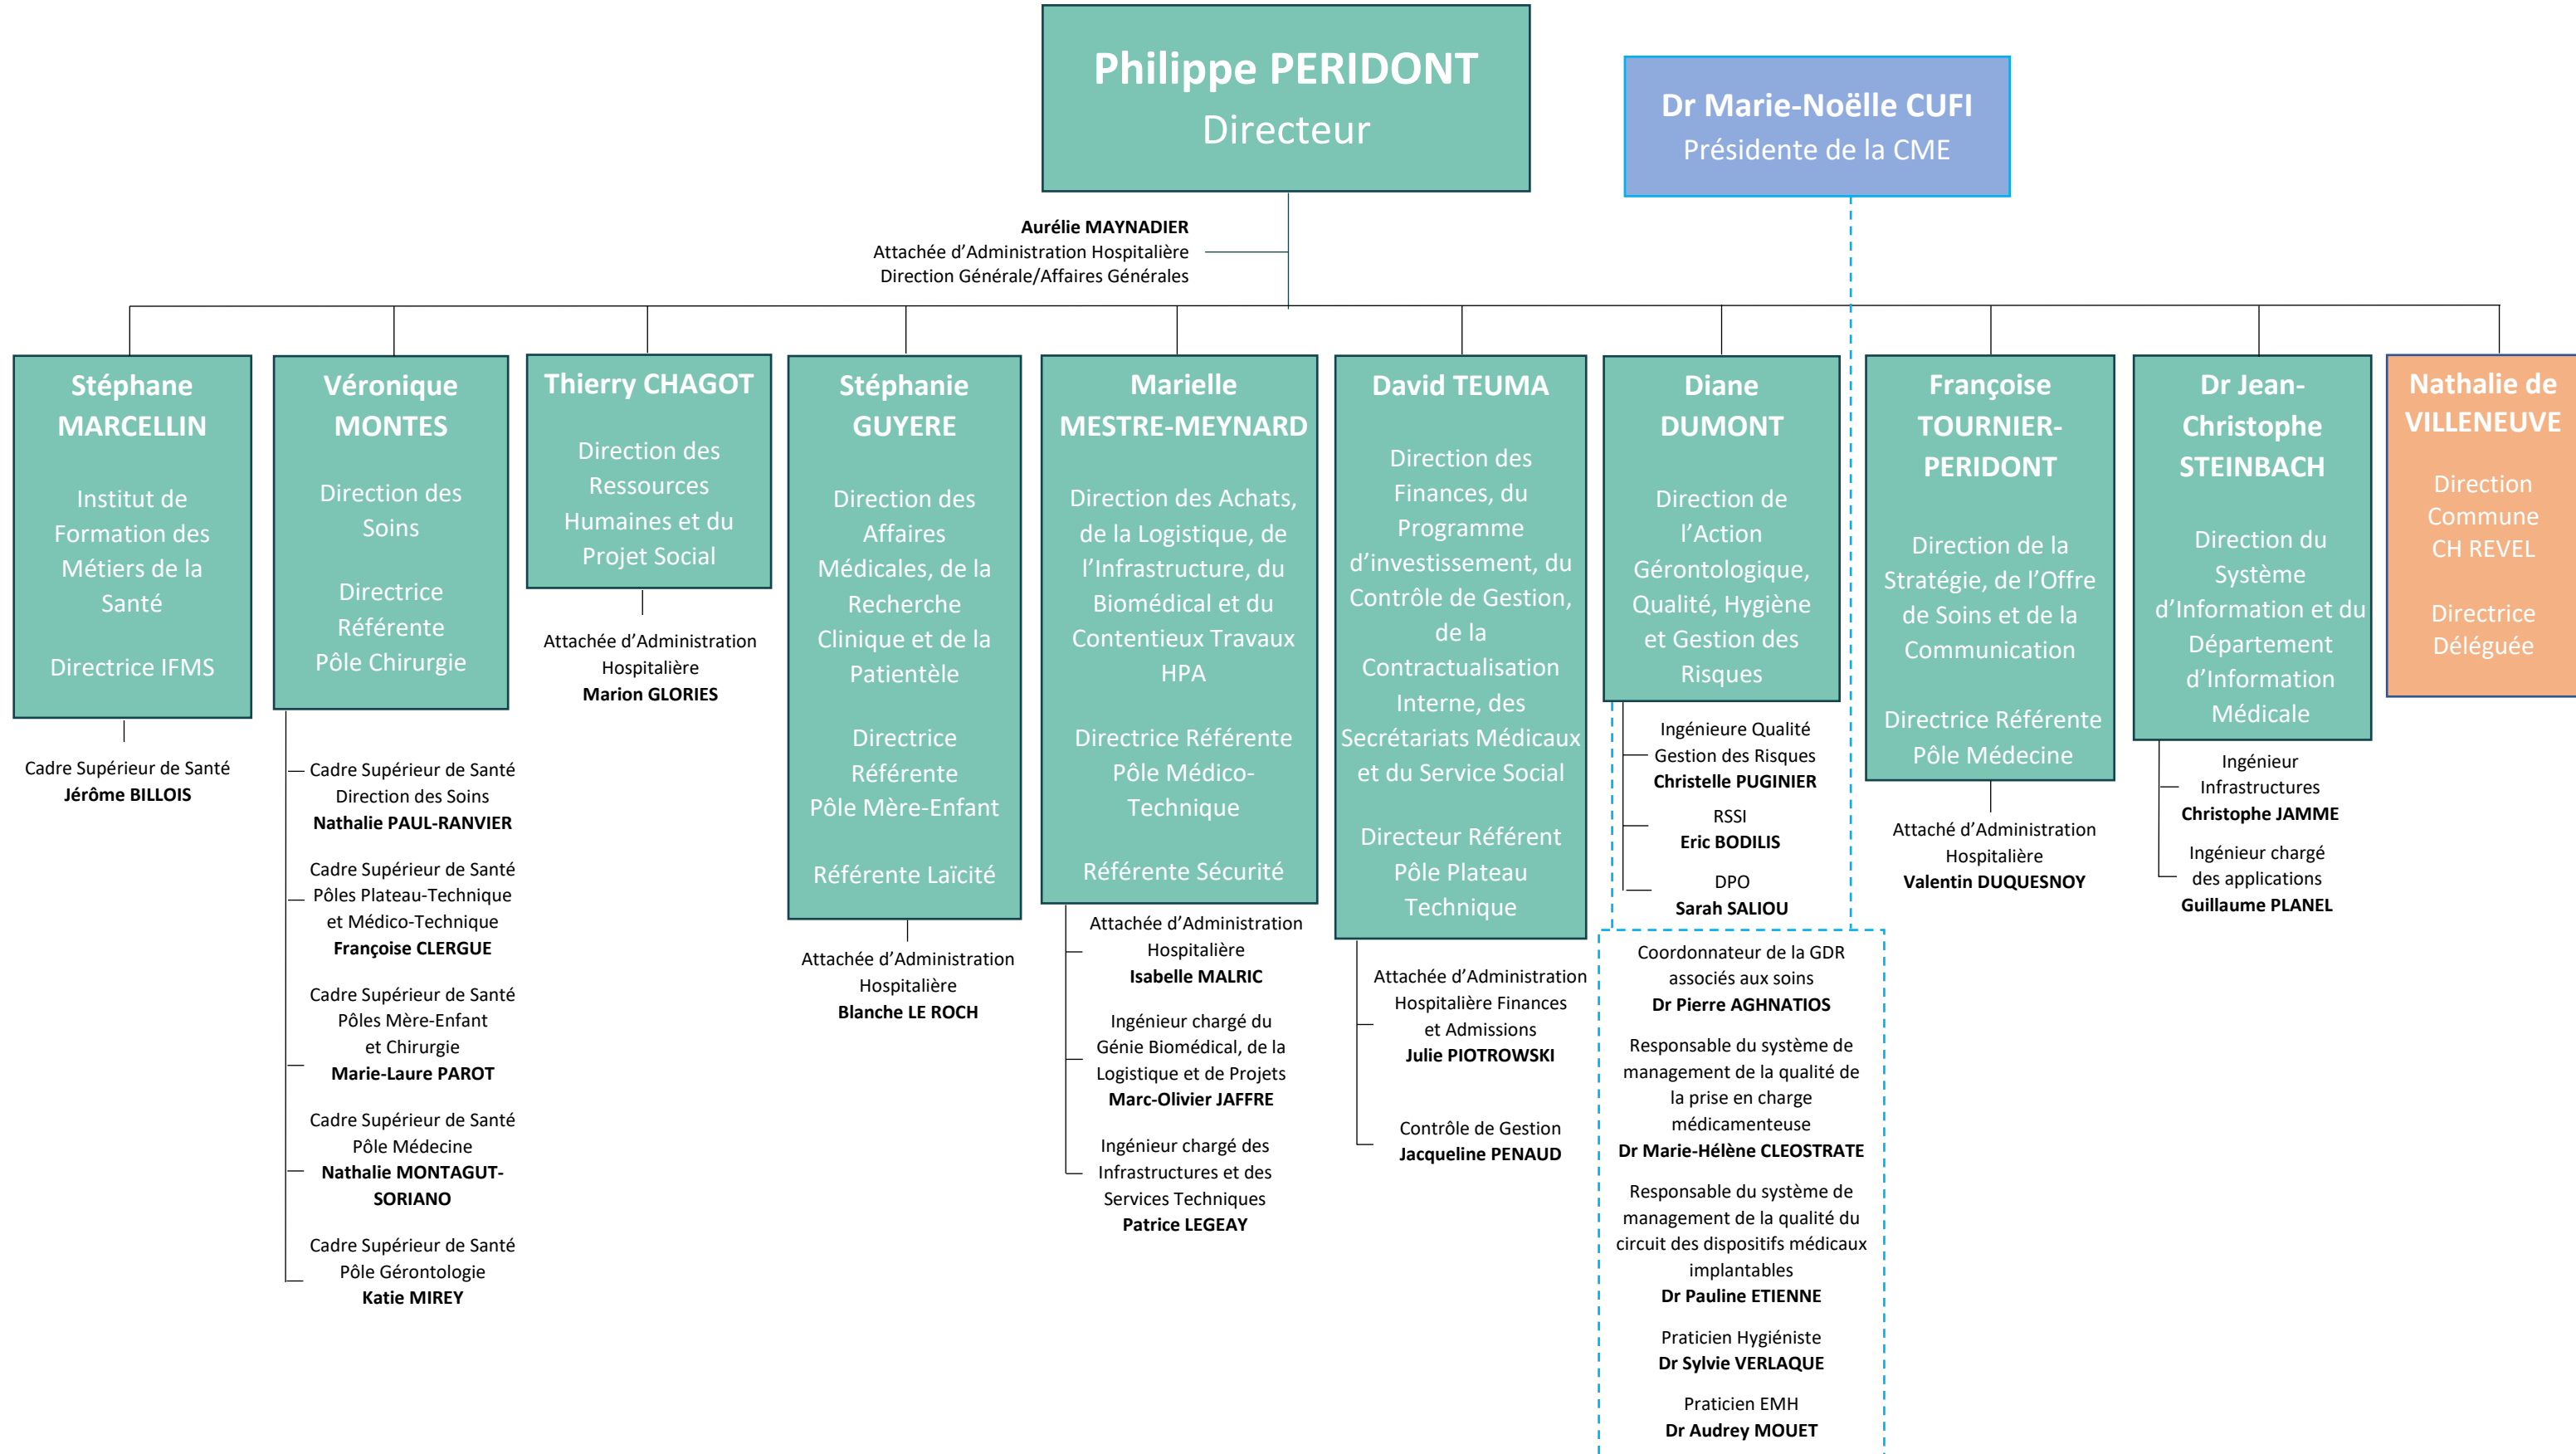 Philippe PERIDONT
Directeur
Dr Marie-Noëlle CUFI
Présidente de la CME
Aurélie MAYNADIER
Attachée d’Administration Hospitalière
Direction Générale/Affaires Générales
Stéphane
MARCELLIN
Institut de
Formation des
Métiers de la
Santé
Directrice IFMS
Cadre Supérieur de Santé
Jérôme BILLOIS
Véronique
MONTES
Direction des
Soins
Directrice
Référente
Pôle Chirurgie
Cadre Supérieur de Santé
Direction des Soins
Nathalie PAUL-RANVIER
Cadre Supérieur de Santé
Pôles Plateau-Technique
et Médico-Technique
Françoise CLERGUE
Cadre Supérieur de Santé
Pôles Mère-Enfant
et Chirurgie
Marie-Laure PAROT
Cadre Supérieur de Santé
Pôle Médecine
Nathalie MONTAGUT-
SORIANO
Cadre Supérieur de Santé
Pôle Gérontologie
Katie MIREY
Thierry CHAGOT
Direction des
Ressources
Humaines et du
Projet Social
Attachée d’Administration
Hospitalière
Marion GLORIES
Stéphanie
GUYERE
Direction des
Affaires
Médicales, de la
Recherche
Clinique et de la
Patientèle
Directrice
Référente
Pôle Mère-Enfant
Référente Laïcité
Attachée d’Administration
Hospitalière
Blanche LE ROCH
Marielle
MESTRE-MEYNARD
Direction des Achats,
de la Logistique, de
l’Infrastructure, du
Biomédical et du
Contentieux Travaux
HPA
Directrice Référente
Pôle Médico-
Technique
Référente Sécurité
Attachée d’Administration
Hospitalière
Isabelle MALRIC
Ingénieur chargé du
Génie Biomédical, de la
Logistique et de Projets
Marc-Olivier JAFFRE
Ingénieur chargé des
Infrastructures et des
Services Techniques
Patrice LEGEAY
David TEUMA
Direction des
Finances, du
Programme
d’investissement, du
Contrôle de Gestion,
de la
Contractualisation
Interne, des
Secrétariats Médicaux
et du Service Social
Directeur Référent
Pôle Plateau
Technique
Attachée d’Administration
Hospitalière Finances
et Admissions
Julie PIOTROWSKI
Contrôle de Gestion
Jacqueline PENAUD
Diane
DUMONT
Direction de
l’Action
Gérontologique,
Qualité, Hygiène
et Gestion des
Risques
Ingénieure Qualité
Gestion des Risques
Christelle PUGINIER
RSSI
Eric BODILIS
DPO
Sarah SALIOU
Coordonnateur de la GDR
associés aux soins
Dr Pierre AGHNATIOS
Responsable du système de
management de la qualité de
la prise en charge
médicamenteuse
Dr Marie-Hélène CLEOSTRATE
Responsable du système de
management de la qualité du
circuit des dispositifs médicaux
implantables
Dr Pauline ETIENNE
Praticien Hygiéniste
Dr Sylvie VERLAQUE
Praticien EMH
Dr Audrey MOUET
Françoise
TOURNIER-
PERIDONT
Direction de la
Stratégie, de l’Offre
de Soins et de la
Communication
Directrice Référente
Pôle Médecine
Attaché d’Administration
Hospitalière
Valentin DUQUESNOY
Dr Jean-
Christophe
STEINBACH
Direction du
Système
d’Information et du
Département
d’Information
Médicale
Ingénieur
Infrastructures
Christophe JAMME
Ingénieur chargé
des applications
Guillaume PLANEL
Nathalie de
VILLENEUVE
Direction
Commune
CH REVEL
Directrice
Déléguée